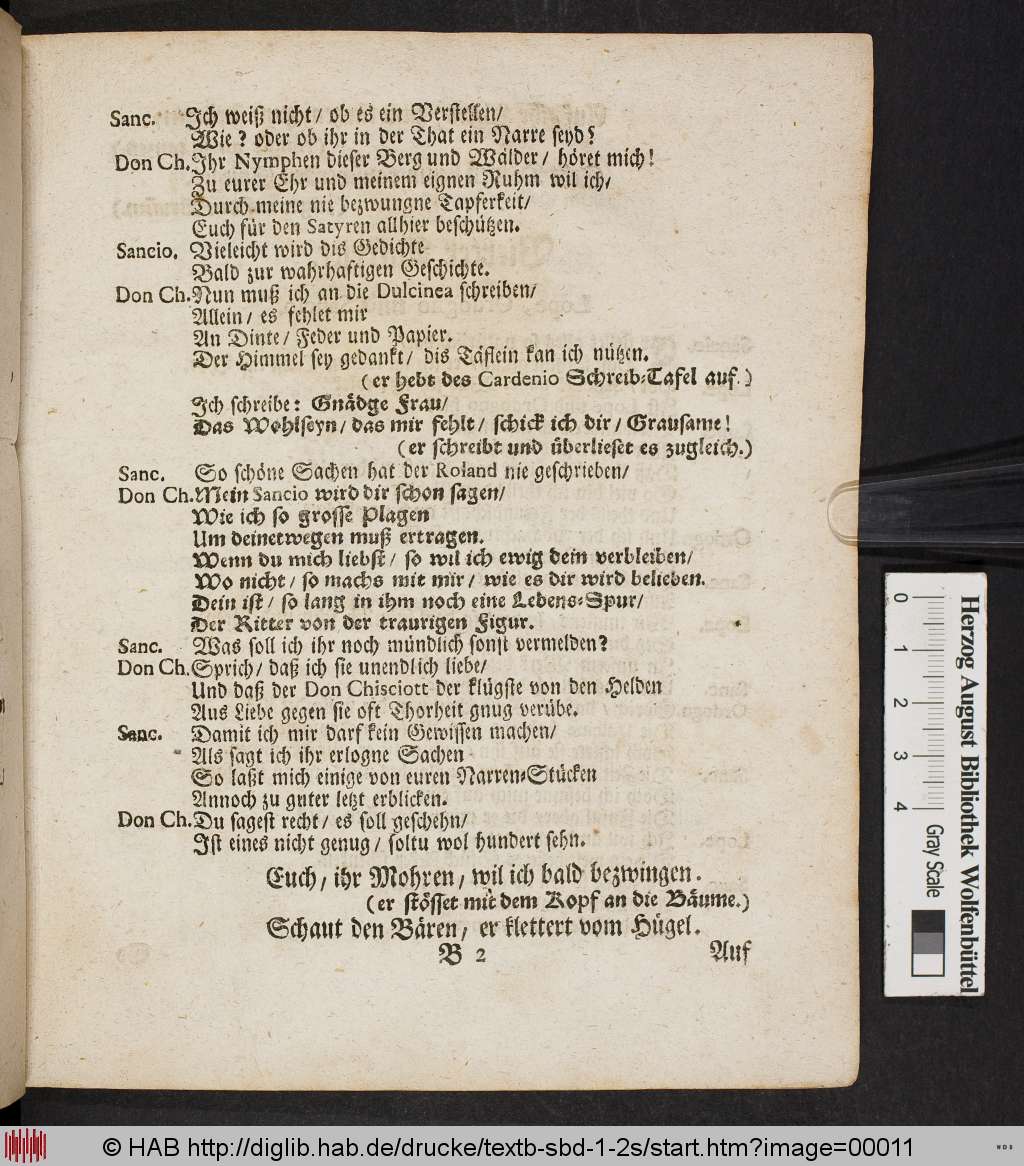 Sanc. Ich weiß nicht / ob es ein Verstellen /
Wie ? oder ob ihr in der That ein Narre seyd ?
Don Ch. Ihr Nymphen dieser Berg und Wälder / höret mich !
Zu eurer Ehr und meinem eignen Ruhm wil ich /
Durch meine nie bezwungne Tapferkeit /
Euch für den Satyren allhier beschützen.
Sancio. Vieleicht wird dis Gedichte
Bald zur wahrhaftigen Geschichte.
Don Ch. Nun muß ich an die Dulcinea schreiben /
Allein / es fehlet mir
An Dinte / Feder und Papier.
Der Himmel sey gedankt / dis Täflein kan ich nützen.
( er hebt des Cardenio Schreib-Tafel auf. )
Ich schreibe : Gnädge Frau /
Das Wohlseyn / das mir fehlt / schick ich dir / Grausame !
( er schreibt und überlieset es zugleich. )
Sanc. So schöne Sachen hat der Roland nie geschrieben /
Don Ch. Mein Sancio wird dir schon sagen /
Wie ich so grosse Plagen
Um deinetwegen muß ertragen.
Wenn du mich liebst / so wil ich ewig dein verbleiben /
Wo nicht / so machs mit mir / wie es dir wird belieben.
Dein ist / so lang in ihm noch eine Lebens-Spur /
Der Ritter von der traurigen Figur.
Sanc. Was soll ich ihr noch mündlich sonst vermelden ?
Don Ch. Sprich / daß ich sie unendlich liebe /
Und daß der Don Chisciott der klügste von den Helden
Aus Liebe gegen sie oft Thorheit gnug verübe.
Sanc. Damit ich mir darf kein Gewissen machen /
Als sagt ich ihr erlogne Sachen
So laßt mich einige von euren Narren-Stücken
Annoch zu guter letzt erblicken.
Don Ch. Du sagest recht / es soll geschehn /
Ist eines nicht genug / soltu wol hundert sehn.
Euch / ihr Mohren / wil ich bald bezwingen.
( er stösset mit dem Kopf an die Bäume. )
Schaut den Bären / er klettert vom Hügel.
B 2 Auf
0 1 2 3 4 Gray Scale
Herzog August Bibliothek Wolfenbüttel
© HAB http://diglib.hab.de/drucke/textb-sbd-1-2s/start.htm?image=00011